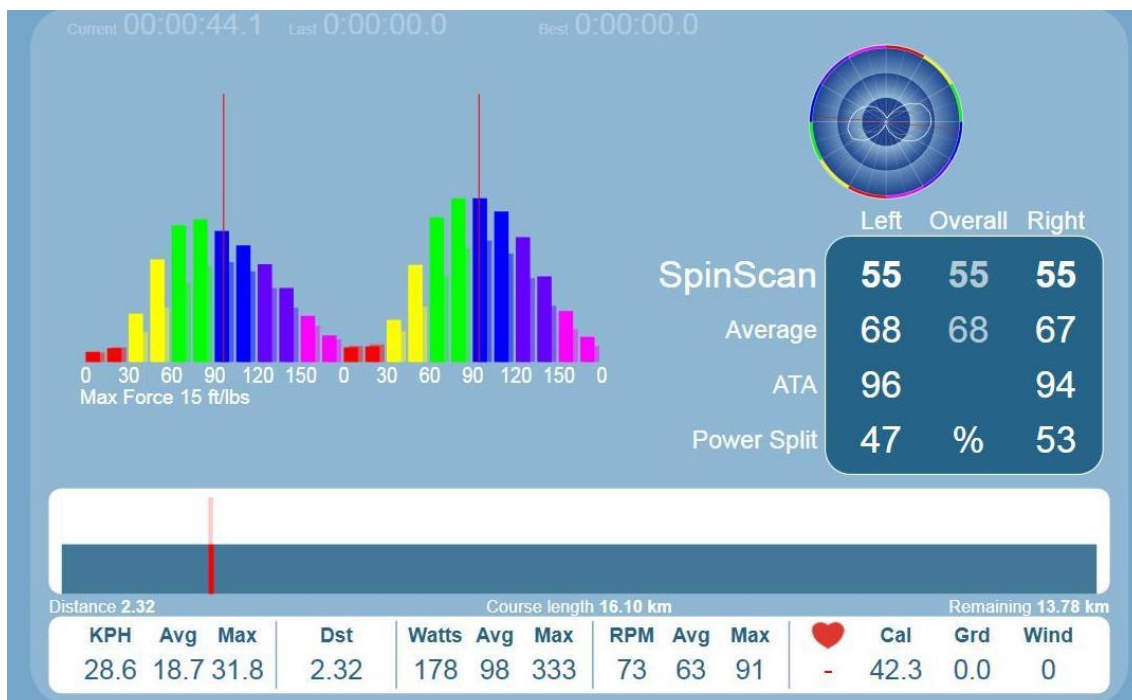 Current 00:00:44.1 Last 0:00:00.0 Best 0:00:00.0
Left Overall Right
SpinScan 55 55 55
Average 68 68 67
ATA 96 94
Power Split 47 % 53
0 30 60 90 120 150 0 30 60 90 120 150 0
Max Force 15 ft/lbs
Distance 2.32 Course length 16.10 km Remaining 13.78 km
KPH Avg Max Dst Watts Avg Max RPM Avg Max Cal Grd Wind
28.6 18.7 31.8 2.32 178 98 333 73 63 91 - 42.3 0.0 0